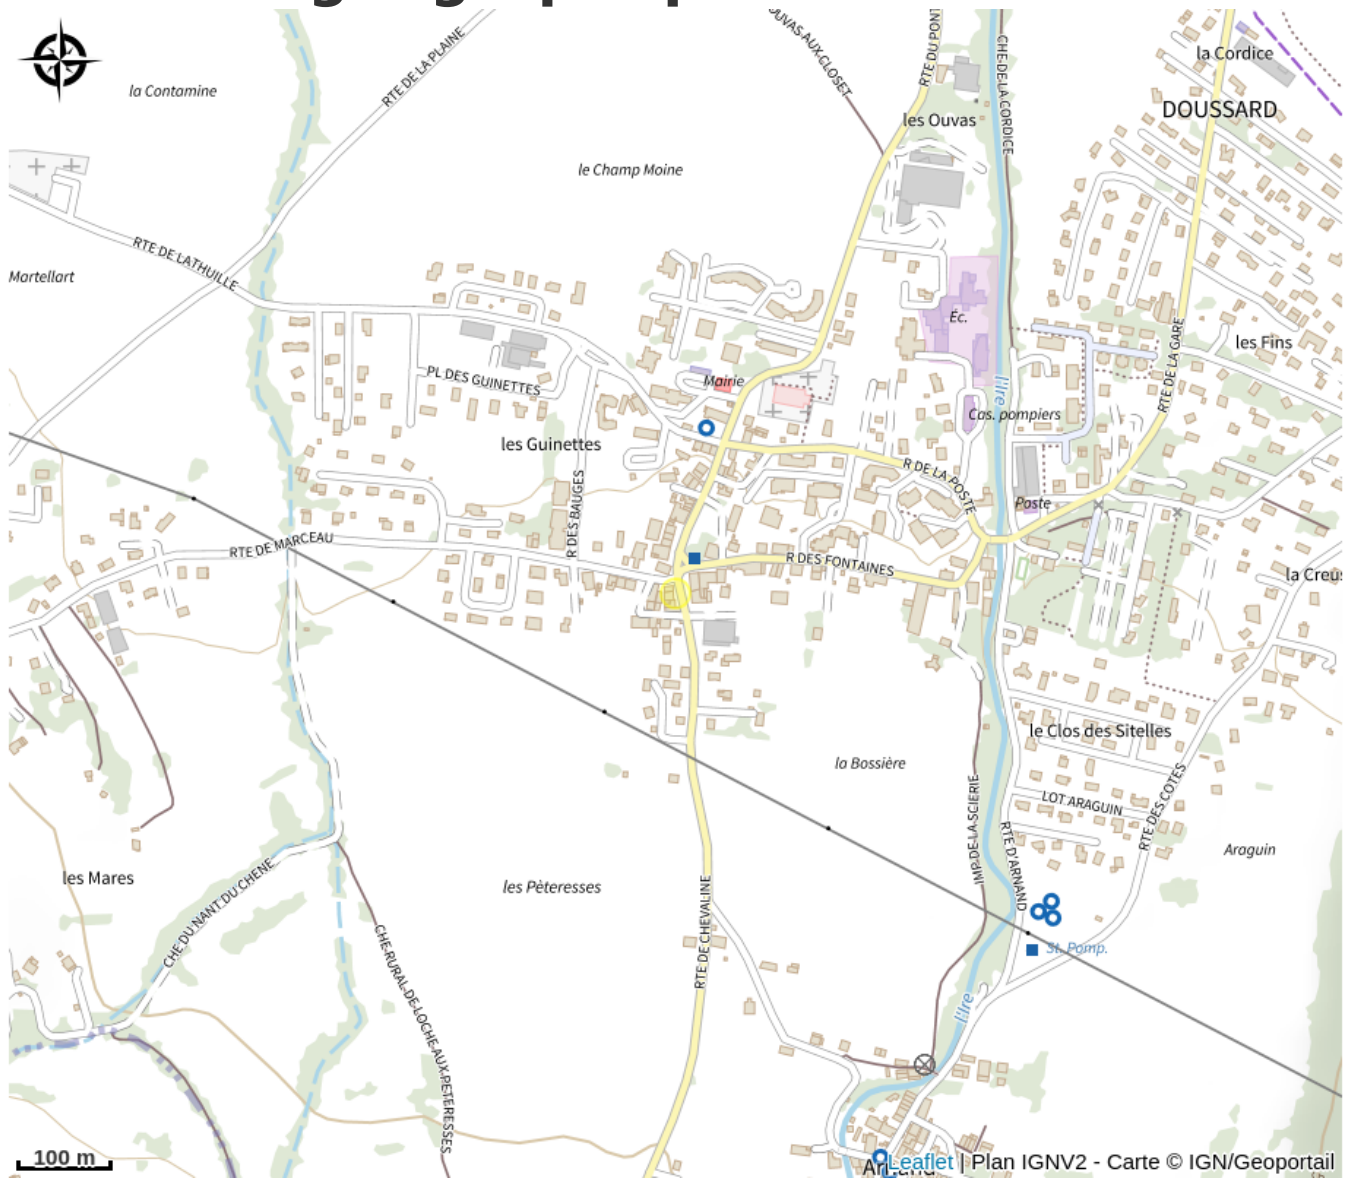 la Contamine
RTE DE LA PLAINE
OUVAS AUX CLOSET
RTE DU PON
CHE DE LA CORDICE
la Cordice
DOUSSARD
les Ouvas
le Champ Moine
RTE DE LATHUILLE
Martellart
Éc.
les Fins
RTE DE LA GARE
PL DES GUINETTES
Mairie
l'Ire
Cas. pompiers
les Guinettes
R DE LA POSTE
R DES BAUGES
Poste
RTE DE MARCEAU
R DES FONTAINES
la Creus
le Clos des Sitelles
la Bossière
IMP DE LA SCIERIE
LOT ARAGUIN
RTE DES COTES
RTE D'ARNAND
Araguin
les Mares
les Pèteresses
CHE DU NANT DU CHENE
RTE DE CHEVALINE
St. Pomp.
CHE RURAL DE LOCHE AUX PETERESSES
l'Ire
100 m
Arnand
Leaflet | Plan IGNV2 - Carte © IGN/Geoportail